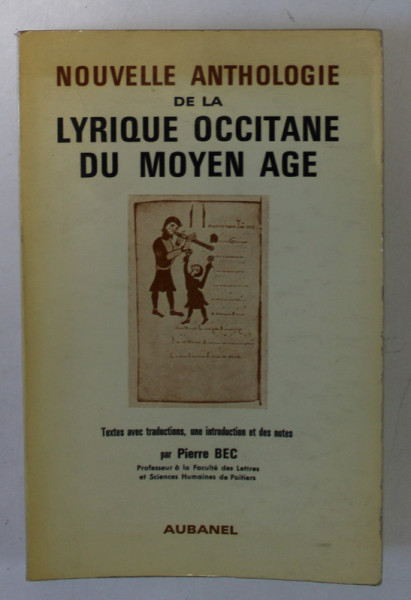 NOUVELLE ANTHOLOGIE
DE LA
LYRIQUE OCCITANE
DU MOYEN AGE
Textes avec traductions, une introduction et des notes
par Pierre BEC
Professeur à la Faculté des Lettres
et Sciences Humaines de Poitiers
AUBANEL